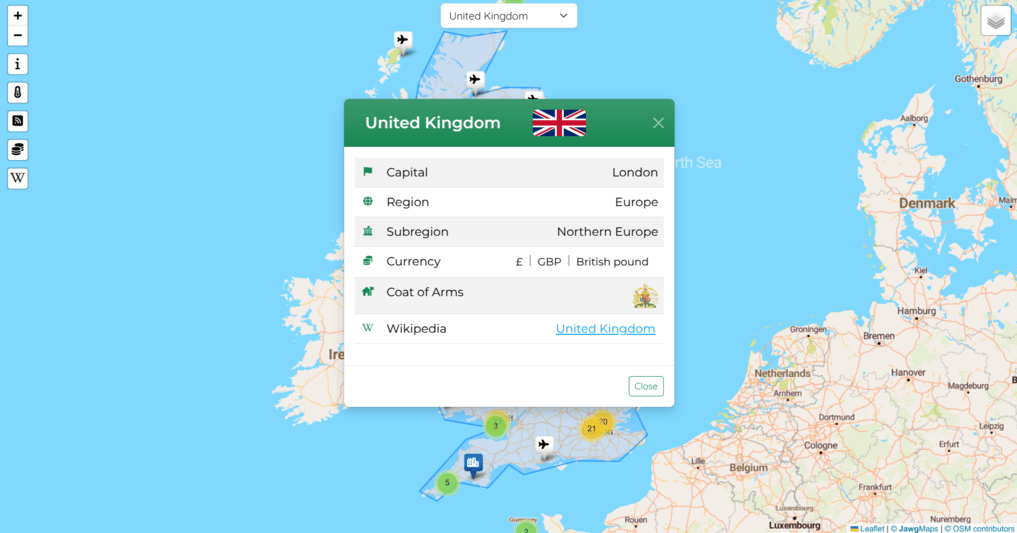 +
United Kingdom
−
i
W
Gothenburg
Aalborg
United Kingdom
rth Sea
Capital London
Denmark
Region Europe
Subregion Northern Europe
Currency £ | GBP | British pound
Kiel
Coat of Arms
Hamburg
W Wikipedia United Kingdom
Groningen
Bremen
Ire
Netherlands
Hanover
Close
Arnhem
Magdeburg
Dortmund
Leipzig
3
21
Cologne
Erfurt
Lille
Belgium
5
Frankfurt
Luxembourg
Guernsey
Rouen
Nuremberg
Luxembourg
Leaflet | © JawgMaps | © OSM contributors